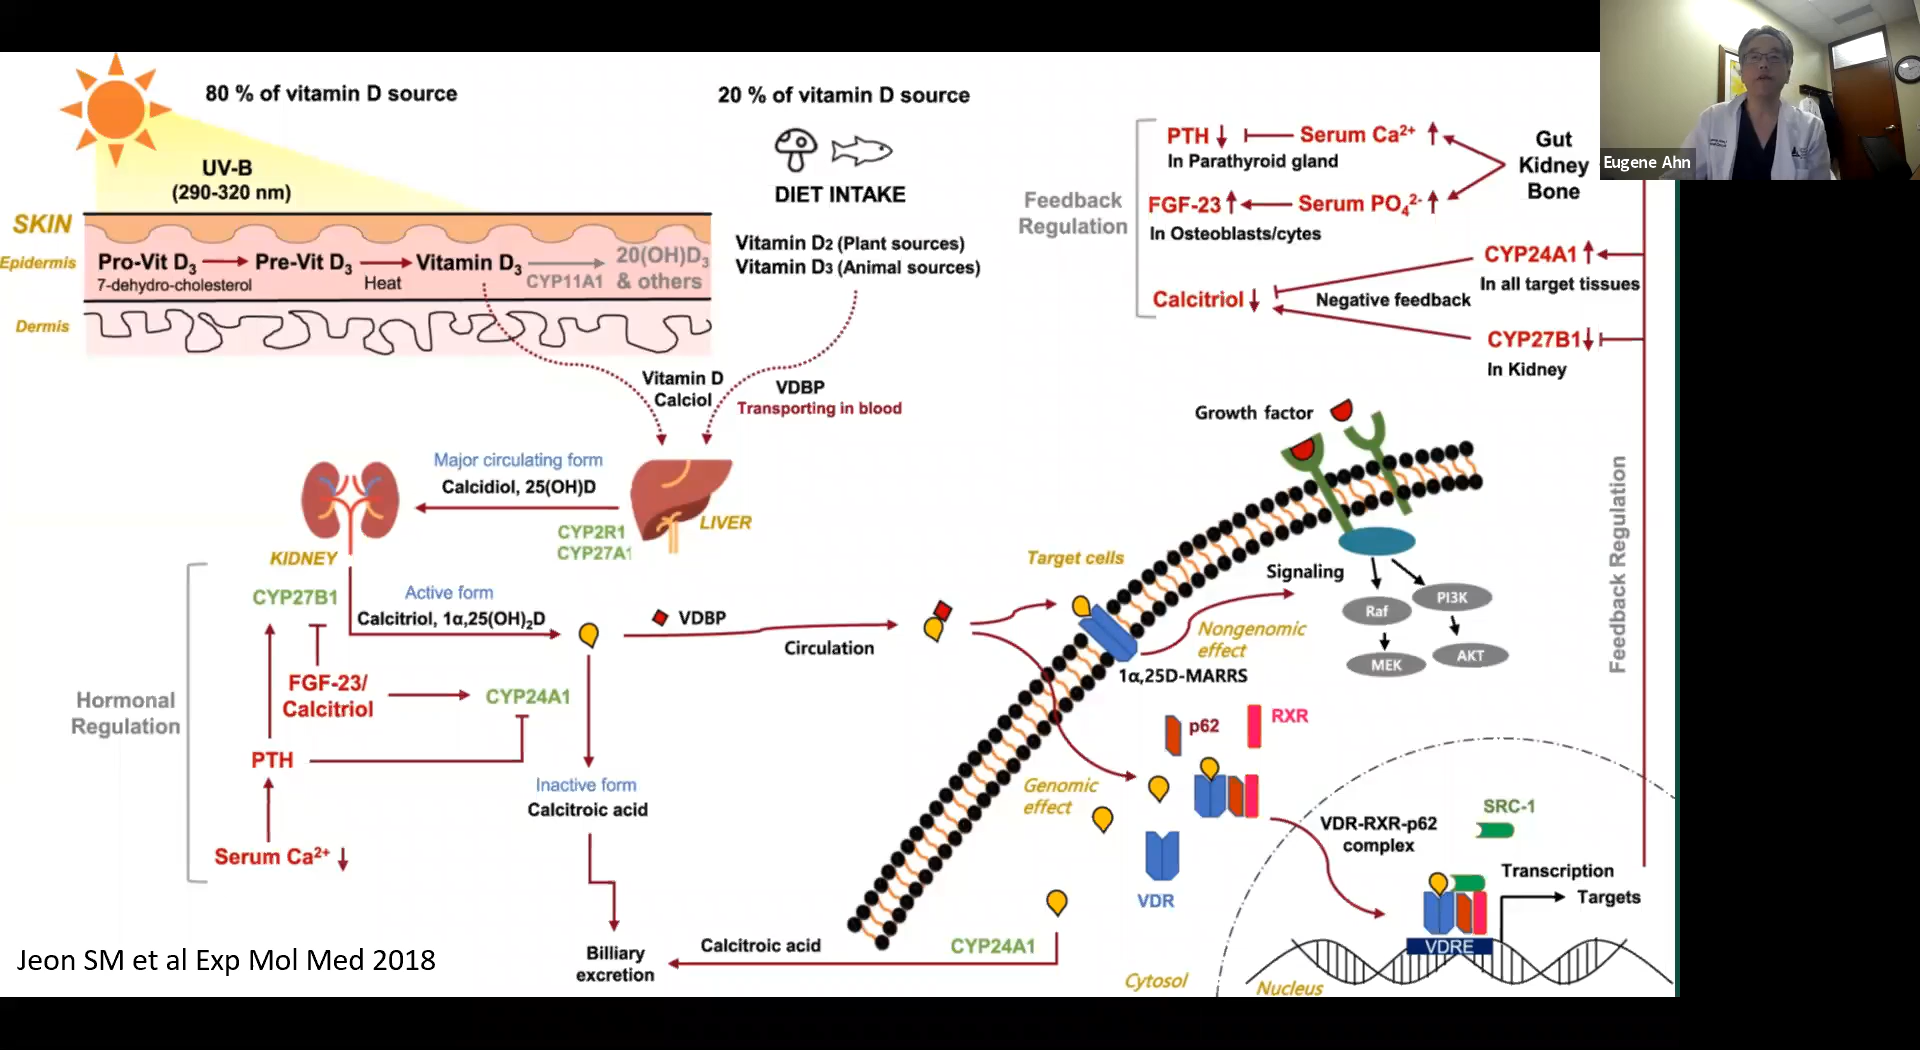 80 % of vitamin D source
20 % of vitamin D source
UV-B
(290-320 nm)
DIET INTAKE
Vitamin D2 (Plant sources)
Vitamin D3 (Animal sources)
SKIN
Epidermis
Pro-Vit D3
7-dehydro-cholesterol
Pre-Vit D3
Heat
Vitamin D3
CYP11A1
20(OH)D3
& others
Dermis
Vitamin D
Calciol
VDBP
Transporting in blood
Feedback
Regulation
PTH
In Parathyroid gland
Serum Ca2+
Gut
Kidney
Bone
FGF-23
In Osteoblasts/cytes
Serum PO42-
CYP24A1
In all target tissues
Calcitriol
Negative feedback
CYP27B1
In Kidney
Eugene Ahn
Major circulating form
Calcidiol, 25(OH)D
CYP2R1
CYP27A1
LIVER
KIDNEY
Hormonal
Regulation
CYP27B1
Active form
Calcitriol, 1α,25(OH)2D
VDBP
Circulation
FGF-23/
Calcitriol
CYP24A1
PTH
Serum Ca2+
Inactive form
Calcitroic acid
Billiary
excretion
Calcitroic acid
CYP24A1
Growth factor
Target cells
Signaling
Nongenomic
effect
1α,25D-MARRS
Raf
MEK
PI3K
AKT
Feedback Regulation
Genomic
effect
p62
RXR
VDR
VDR-RXR-p62
complex
SRC-1
Transcription
Targets
VDRE
Cytosol
Nucleus
Jeon SM et al Exp Mol Med 2018